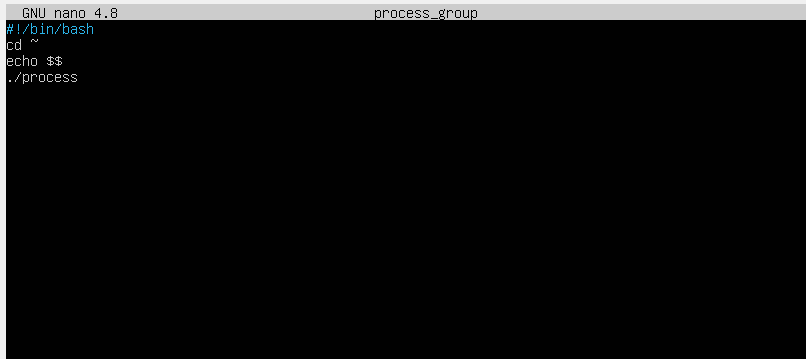 GNU nano 4.8 process_group
#!/bin/bash
cd ~
echo $$
./process